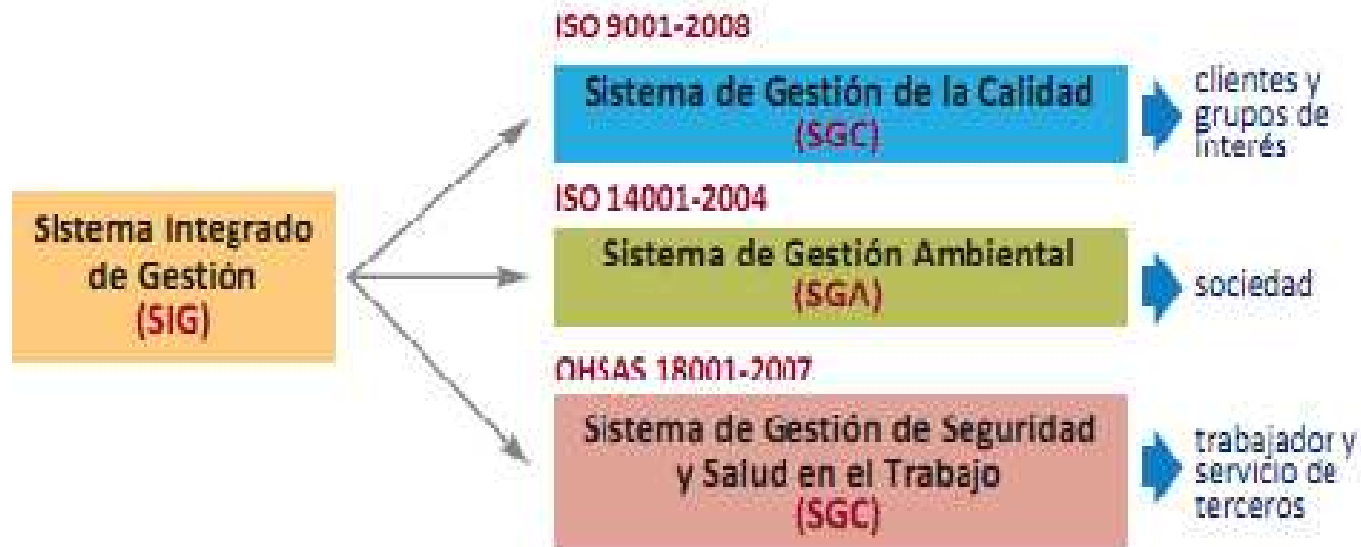 ISO 9001-2008
Sistema de Gestión de la Calidad
(SGC)
clientes y
grupos de
interés
Sistema Integrado
de Gestión
(SIG)
ISO 14001-2004
Sistema de Gestión Ambiental
(SGA)
sociedad
OHSAS 18001-2007
Sistema de Gestión de Seguridad
y Salud en el Trabajo
(SGC)
trabajador y
servicio de
terceros